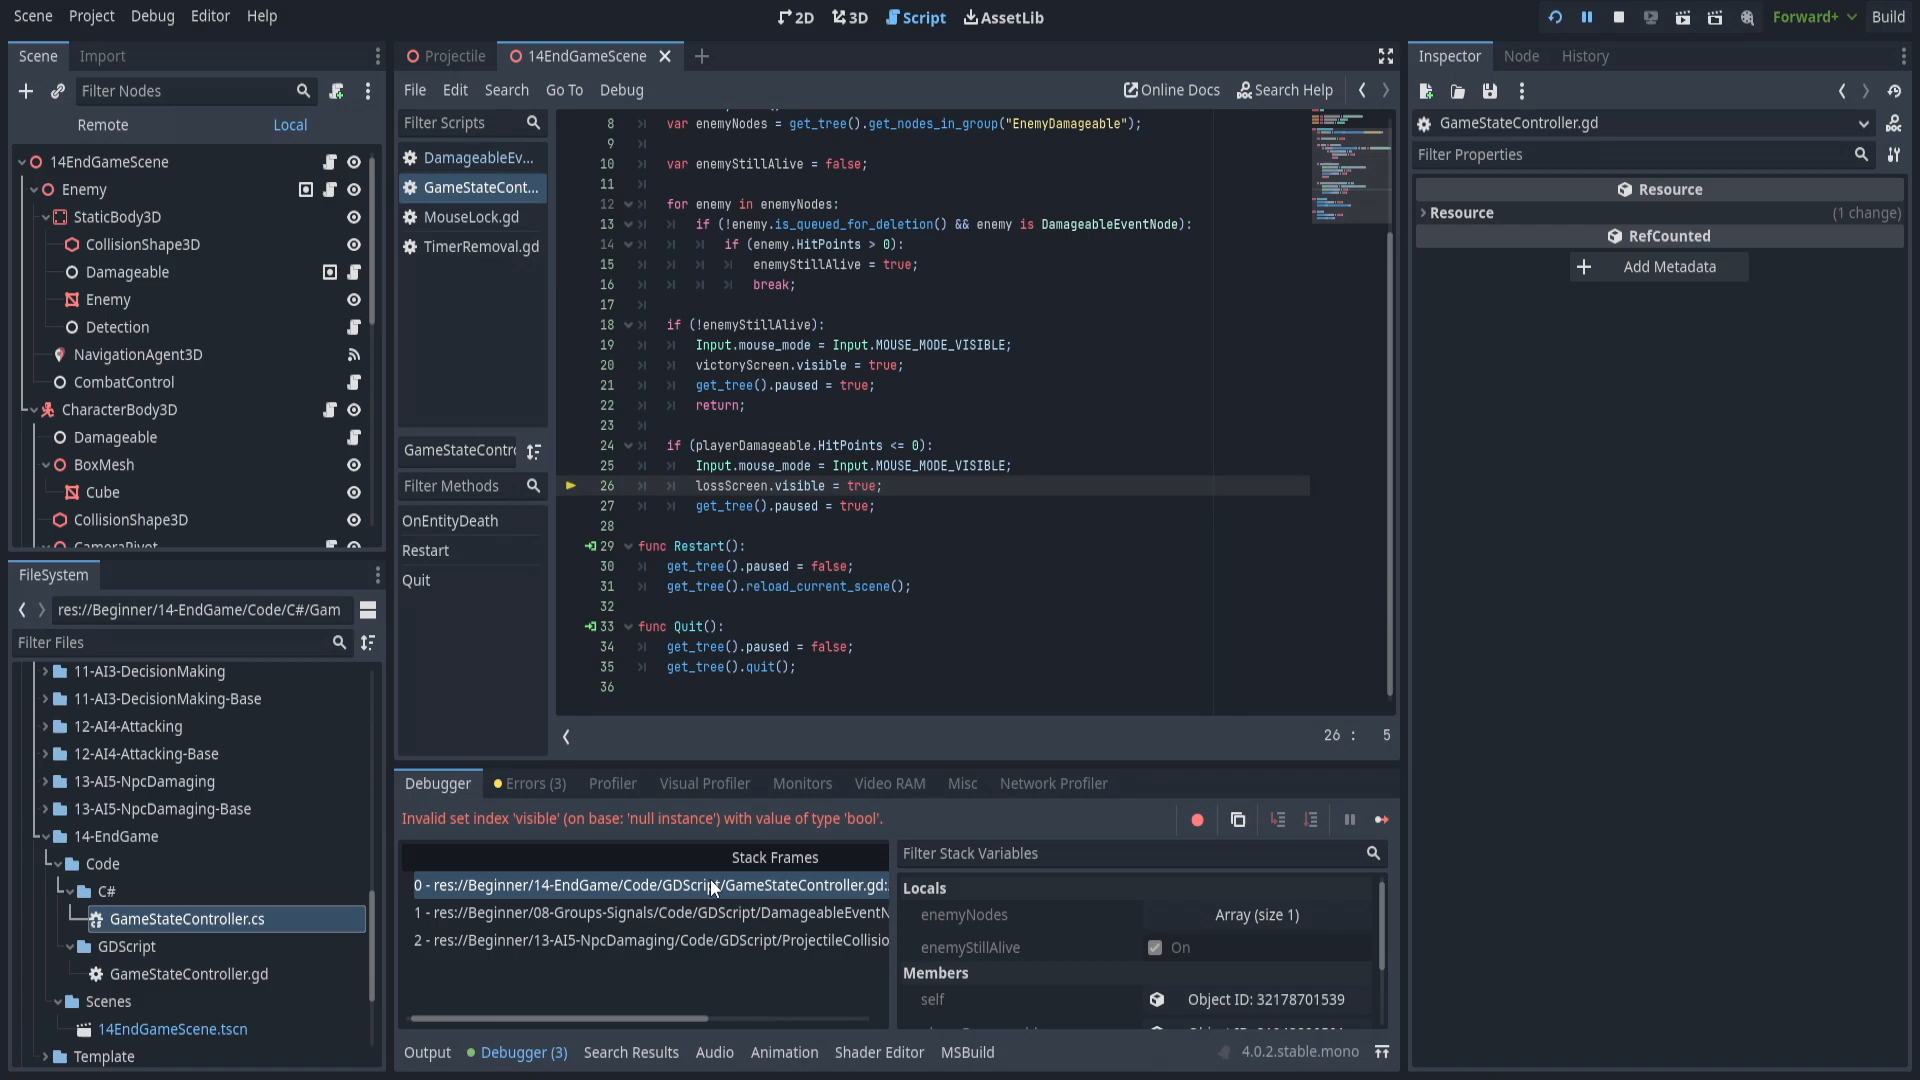 Scene Project Debug Editor Help
2D 3D Script AssetLib
Forward+ Build
Scene Import
Filter Nodes
Remote Local
14EndGameScene
Enemy
StaticBody3D
CollisionShape3D
Damageable
Enemy
Detection
NavigationAgent3D
CombatControl
CharacterBody3D
Damageable
BoxMesh
Cube
CollisionShape3D
CameraPivot
FileSystem
res://Beginner/14-EndGame/Code/C#/Gam
Filter Files
11-AI3-DecisionMaking
11-AI3-DecisionMaking-Base
12-AI4-Attacking
12-AI4-Attacking-Base
13-AI5-NpcDamaging
13-AI5-NpcDamaging-Base
14-EndGame
Code
C#
GameStateController.cs
GDScript
GameStateController.gd
Scenes
14EndGameScene.tscn
Template
Projectile 14EndGameScene
File Edit Search Go To Debug
Online Docs Search Help
Filter Scripts
DamageableEv...
GameStateCont...
MouseLock.gd
TimerRemoval.gd
GameStateContro
Filter Methods
OnEntityDeath
Restart
Quit
8 var enemyNodes = get_tree().get_nodes_in_group("EnemyDamageable");
9
10 var enemyStillAlive = false;
11
12 for enemy in enemyNodes:
13 if (!enemy.is_queued_for_deletion() && enemy is DamageableEventNode):
14 if (enemy.HitPoints > 0):
15 enemyStillAlive = true;
16 break;
17
18 if (!enemyStillAlive):
19 Input.mouse_mode = Input.MOUSE_MODE_VISIBLE;
20 victoryScreen.visible = true;
21 get_tree().paused = true;
22 return;
23
24 if (playerDamageable.HitPoints <= 0):
25 Input.mouse_mode = Input.MOUSE_MODE_VISIBLE;
26 lossScreen.visible = true;
27 get_tree().paused = true;
28
29 func Restart():
30 get_tree().paused = false;
31 get_tree().reload_current_scene();
32
33 func Quit():
34 get_tree().paused = false;
35 get_tree().quit();
36
26 : 5
Debugger Errors (3) Profiler Visual Profiler Monitors Video RAM Misc Network Profiler
Invalid set index 'visible' (on base: 'null instance') with value of type 'bool'.
Stack Frames
0 - res://Beginner/14-EndGame/Code/GDScript/GameStateController.gd:
1 - res://Beginner/08-Groups-Signals/Code/GDScript/DamageableEventN
2 - res://Beginner/13-AI5-NpcDamaging/Code/GDScript/ProjectileCollisio
Filter Stack Variables
Locals
enemyNodes Array (size 1)
enemyStillAlive On
Members
self Object ID: 32178701539
Output Debugger (3) Search Results Audio Animation Shader Editor MSBuild
4.0.2.stable.mono
Inspector Node History
GameStateController.gd
Filter Properties
Resource
Resource (1 change)
RefCounted
Add Metadata